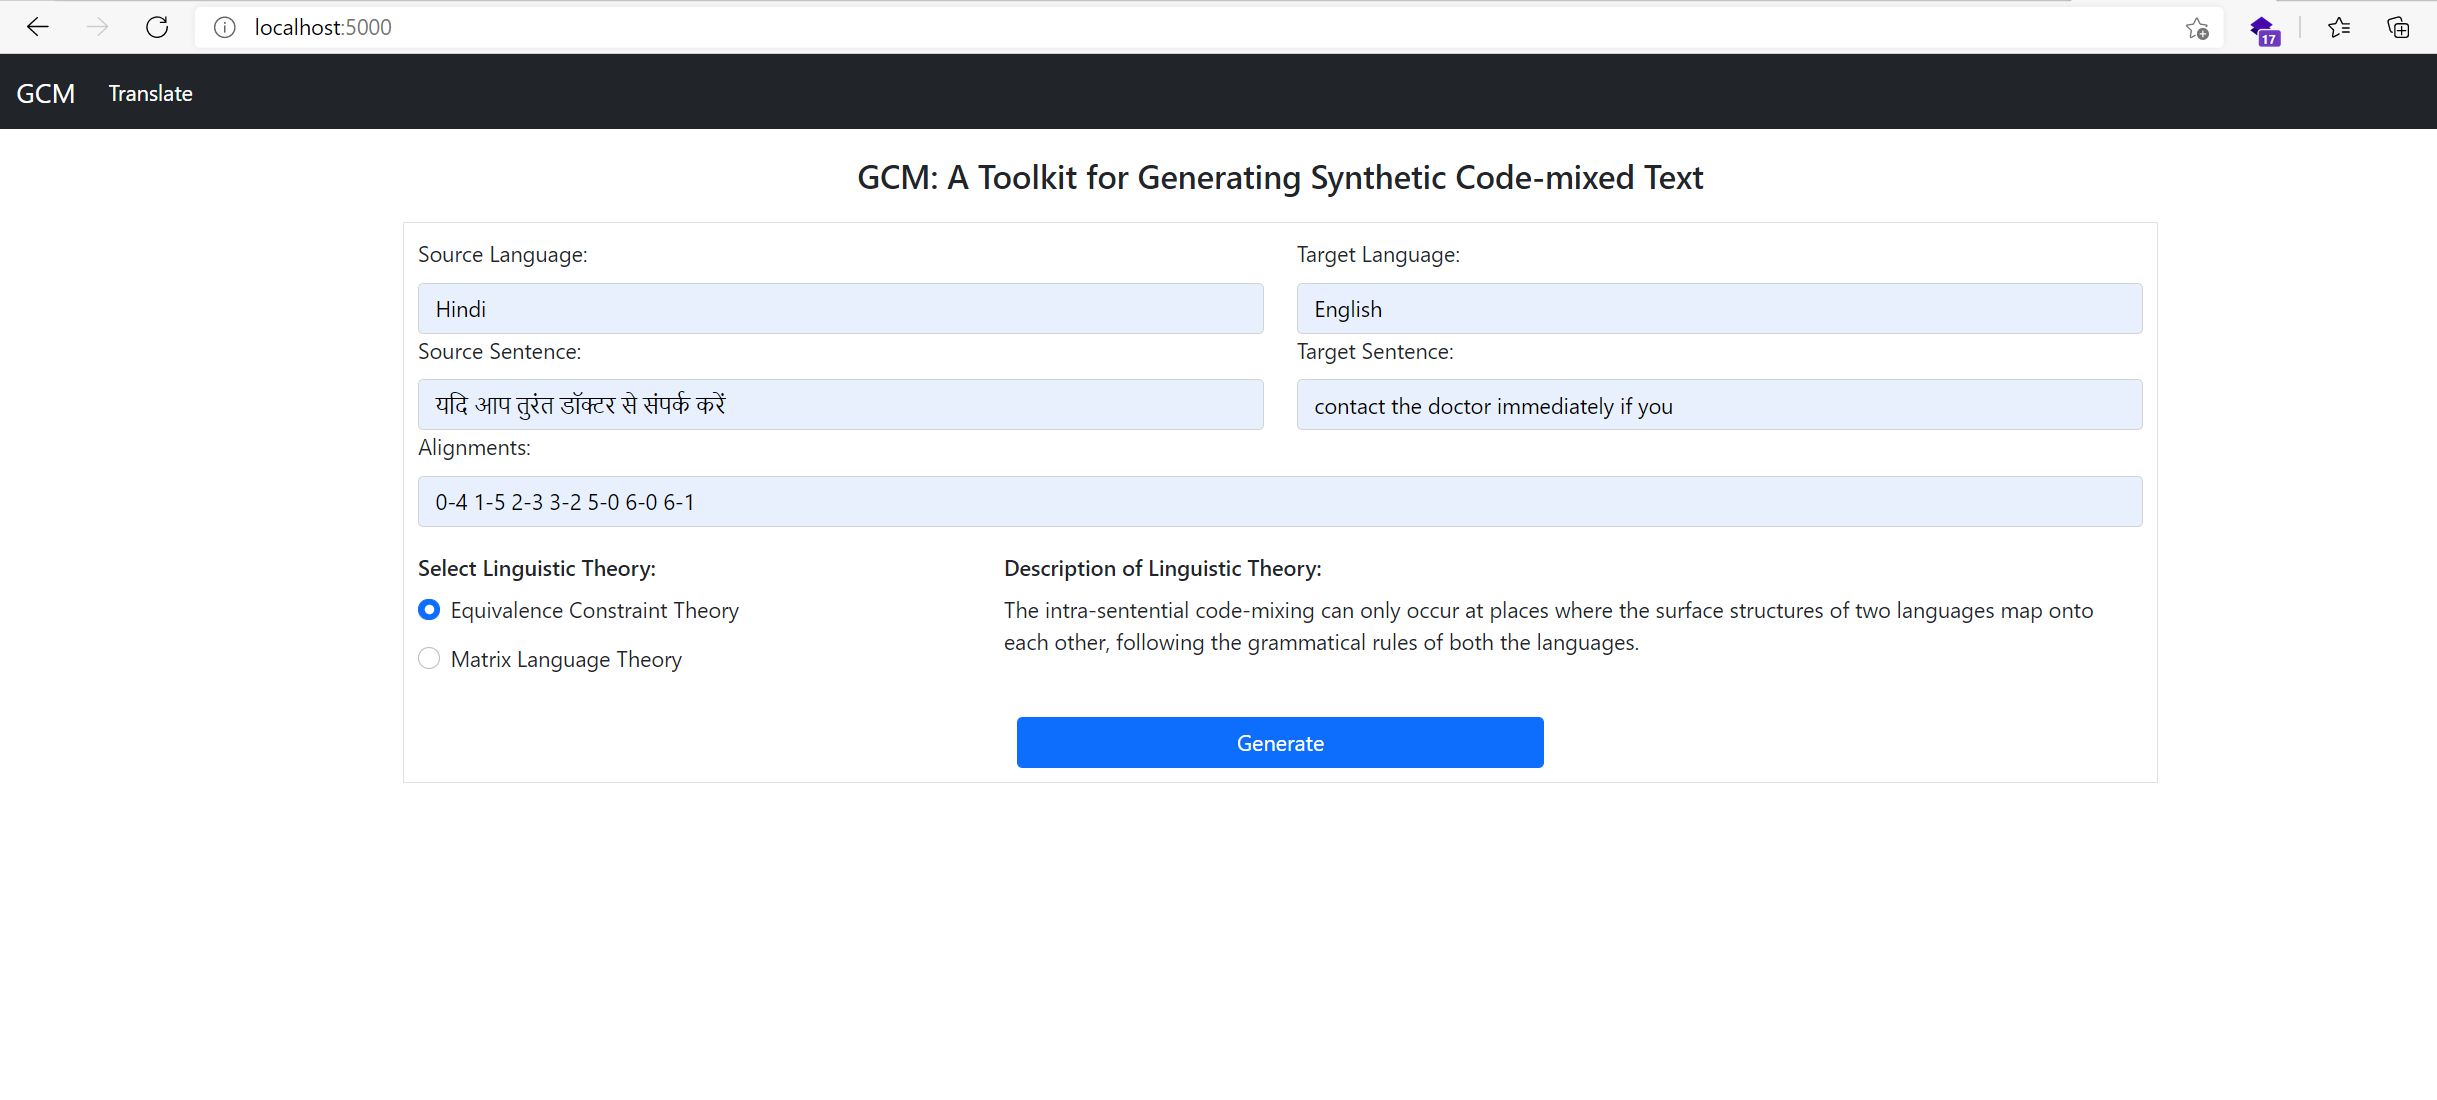 localhost:5000
17
GCM Translate
GCM: A Toolkit for Generating Synthetic Code-mixed Text
Source Language:
Hindi
Target Language:
English
Source Sentence:
यदि आप तुरंत डॉक्टर से संपर्क करें
Target Sentence:
contact the doctor immediately if you
Alignments:
0-4 1-5 2-3 3-2 5-0 6-0 6-1
Select Linguistic Theory:
Equivalence Constraint Theory
Matrix Language Theory
Description of Linguistic Theory:
The intra-sentential code-mixing can only occur at places where the surface structures of two languages map onto
each other, following the grammatical rules of both the languages.
Generate